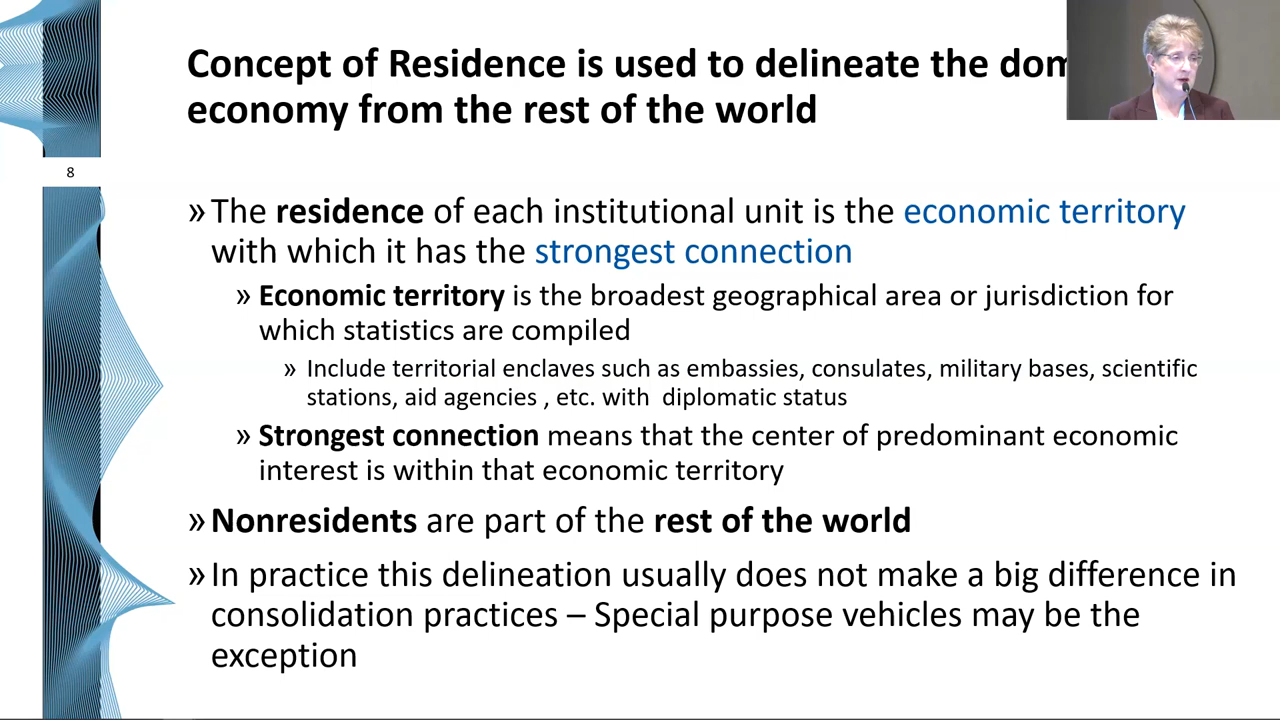 Concept of Residence is used to delineate the
economy from the rest of the world
8
» The residence of each institutional unit is the economic territory
with which it has the strongest connection
» Economic territory is the broadest geographical area or jurisdiction for
which statistics are compiled
» Include territorial enclaves such as embassies, consulates, military bases, scientific
stations, aid agencies , etc. with  diplomatic status
» Strongest connection means that the center of predominant economic
interest is within that economic territory
» Nonresidents are part of the rest of the world
» In practice this delineation usually does not make a big difference in
consolidation practices – Special purpose vehicles may be the
exception